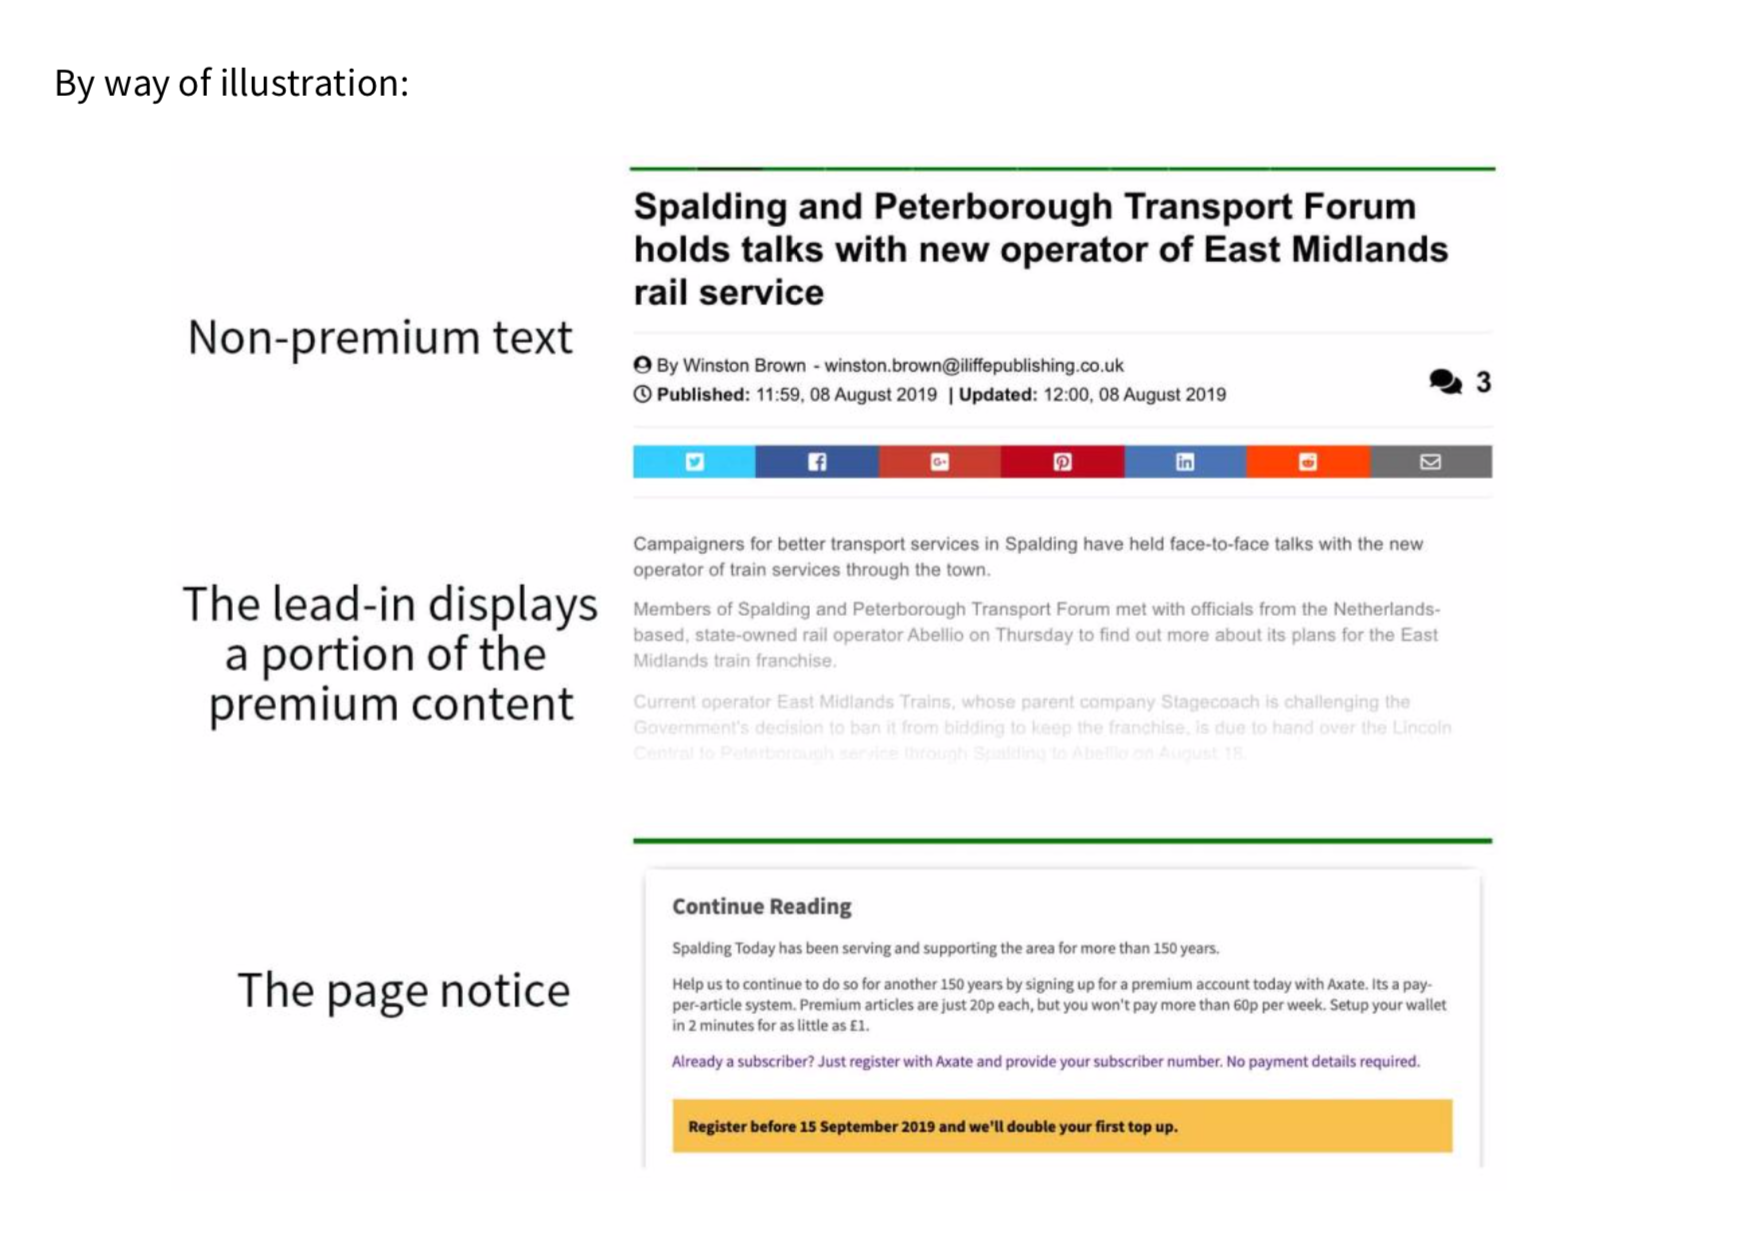 By way of illustration:
Spalding and Peterborough Transport Forum
holds talks with new operator of East Midlands
rail service
Non-premium text
By Winston Brown - winston.brown@iliffepublishing.co.uk
Published: 11:59, 08 August 2019 | Updated: 12:00, 08 August 2019
3
Campaigners for better transport services in Spalding have held face-to-face talks with the new
operator of train services through the town.
The lead-in displays
a portion of the
premium content
Members of Spalding and Peterborough Transport Forum met with officials from the Netherlands-
based, state-owned rail operator Abellio on Thursday to find out more about its plans for the East
Midlands train franchise.
Current operator East Midlands Trains, whose parent company Stagecoach is challenging the
Government's decision to ban it from bidding to keep the franchise, is due to hand over the Lincoln
Central to Peterborough service through Spalding to Abellio on August 18.
The page notice
Continue Reading
Spalding Today has been serving and supporting the area for more than 150 years.
Help us to continue to do so for another 150 years by signing up for a premium account today with Axate. Its a pay-
per-article system. Premium articles are just 20p each, but you won't pay more than 60p per week. Setup your wallet
in 2 minutes for as little as £1.
Already a subscriber? Just register with Axate and provide your subscriber number. No payment details required.
Register before 15 September 2019 and we'll double your first top up.